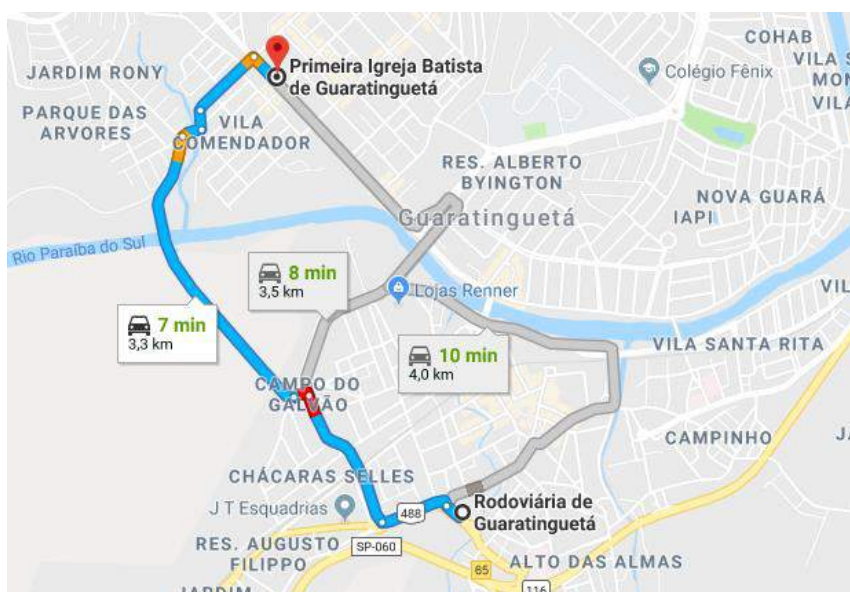 COHAB
Primeira Igreja Batista
de Guaratinguetá
JARDIM RONY
Colégio Fênix
VILA S
MON
VILA
PARQUE DAS
ARVORES
VILA
COMENDADOR
RES. ALBERTO
BYINGTON
NOVA GUARÁ
IAPI
Guaratinguetá
Rio Paraíba do Sul
8 min
3,5 km
Lojas Renner
VIL
7 min
3,3 km
10 min
4,0 km
VILA SANTA RITA
CAMPO DO
GALVÃO
CAMPINHO
JA
CHÁCARAS SELLES
J T Esquadrias
488
Rodoviária de
Guaratinguetá
RES. AUGUSTO
FILIPPO
SP-060
ALTO DAS ALMAS
65
116
JARDIM